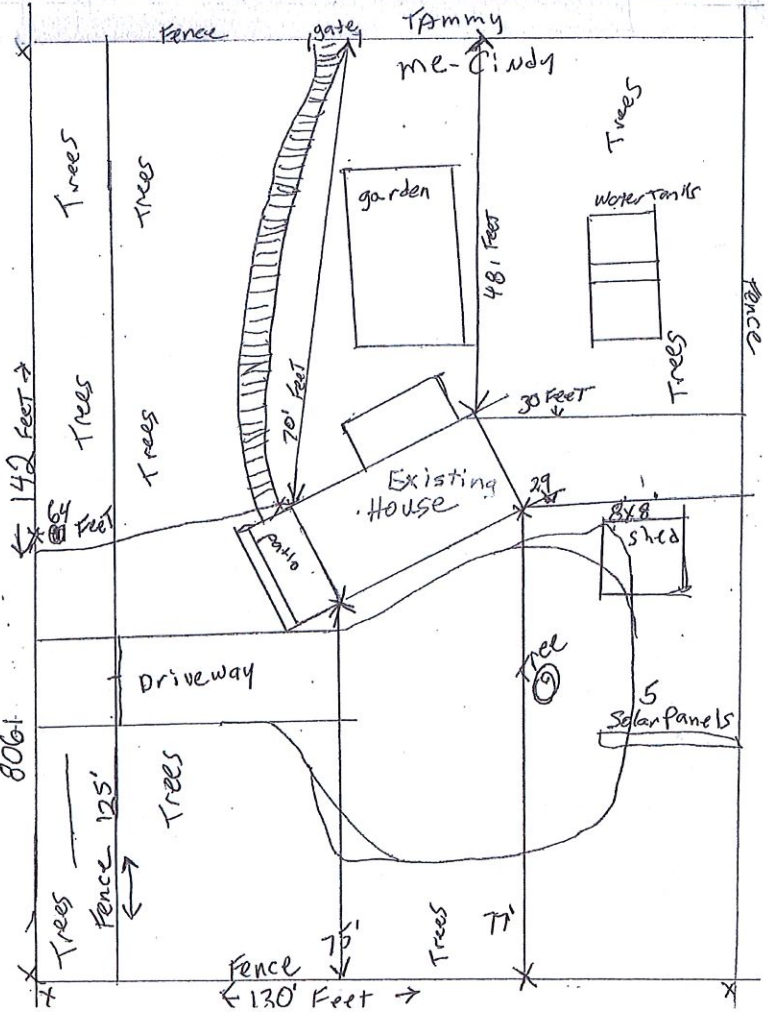 TAmmy
Fence
(gate)
me-Cindy
Trees
Trees
Trees
garden
Water Tanks
481 Feet
Fence
Trees
70' Feet
30 Feet
Trees
Trees
142 Feet
Existing
House
29
64
Feet
8x8
Shed
Patio
Tree
Driveway
5
Solar Panels
Trees
Fence 125'
Trees
Trees
75'
77'
Fence
130' Feet